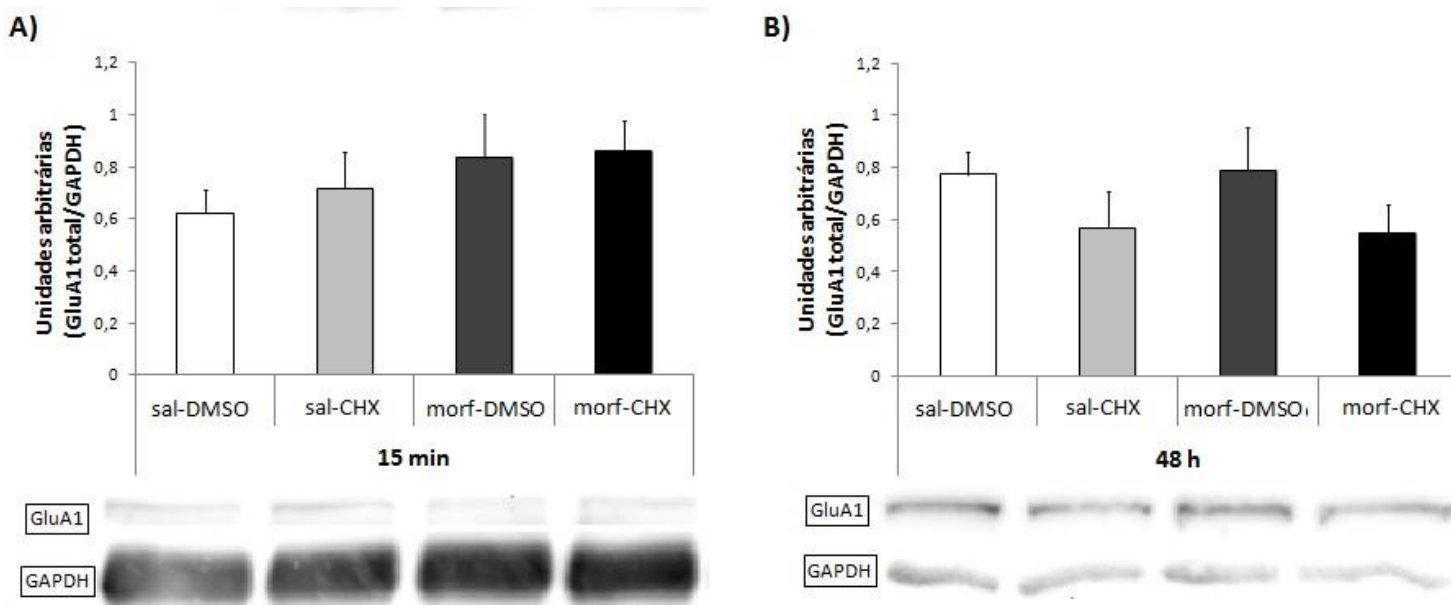 A)
Unidades arbitrárias
(GluA1 total/GAPDH)
1,2
1
0,8
0,6
0,4
0,2
0
sal-DMSO
sal-CHX
morf-DMSO
morf-CHX
15 min
GluA1
GAPDH
B)
Unidades arbitrárias
(GluA1 total/GAPDH)
1,2
1
0,8
0,6
0,4
0,2
0
sal-DMSO
sal-CHX
morf-DMSO
morf-CHX
48 h
GluA1
GAPDH